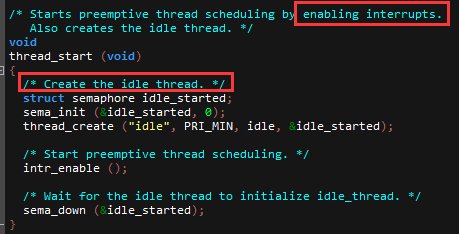 /* Starts preemptive thread scheduling by enabling interrupts.
Also creates the idle thread. */
void
thread_start (void)
{
/* Create the idle thread. */
struct semaphore idle_started;
sema_init (&idle_started, 0);
thread_create ("idle", PRI_MIN, idle, &idle_started);
/* Start preemptive thread scheduling. */
intr_enable ();
/* Wait for the idle thread to initialize idle_thread. */
sema_down (&idle_started);
}